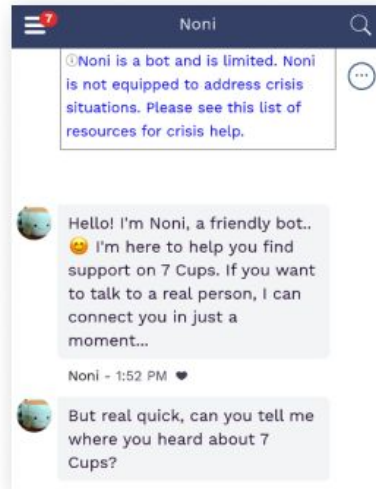 7
Noni
ⓘNoni is a bot and is limited. Noni
is not equipped to address crisis
situations. Please see this list of
resources for crisis help.
Hello! I'm Noni, a friendly bot..
😊 I'm here to help you find
support on 7 Cups. If you want
to talk to a real person, I can
connect you in just a
moment...
Noni - 1:52 PM ♥
But real quick, can you tell me
where you heard about 7
Cups?